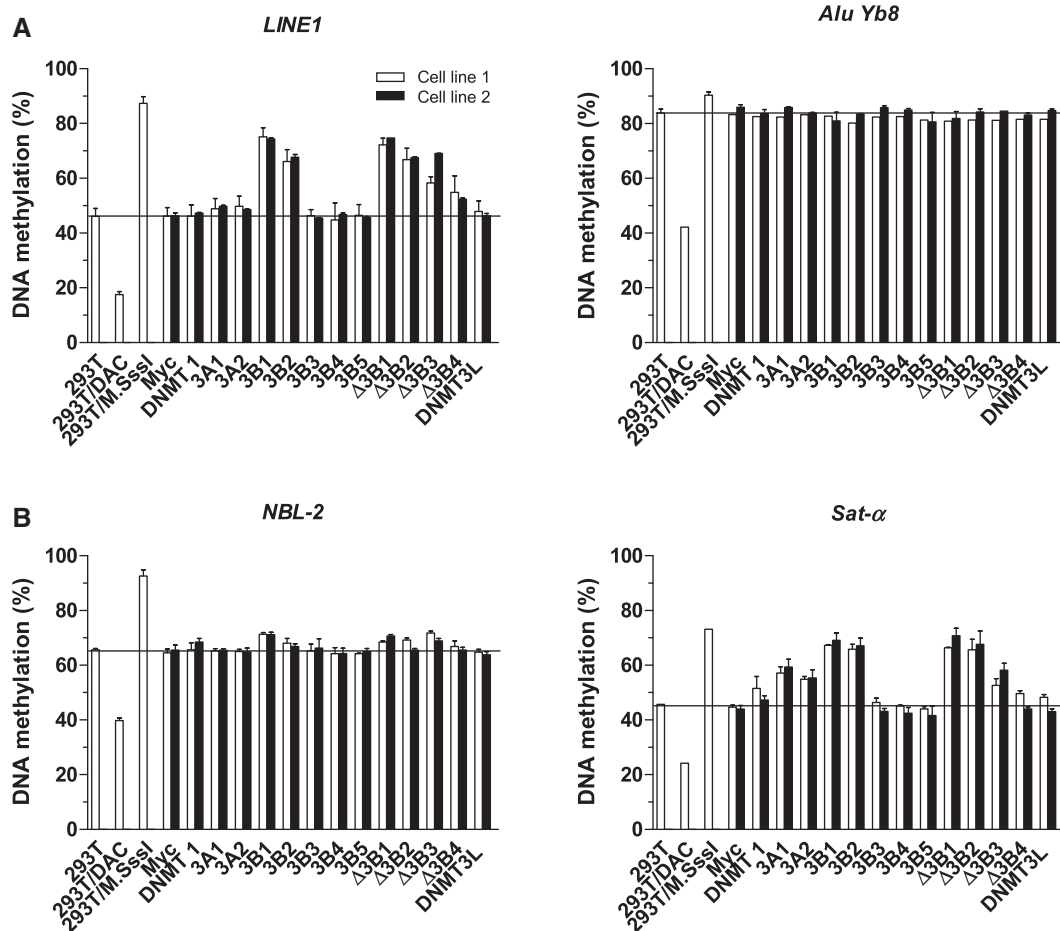 A
LINE1
DNA methylation (%)
100
80
60
40
20
0
Cell line 1
Cell line 2
293T
293T/DAC
293T/M.SssI
Myc
DNMT 1
3A1
3A2
3B1
3B2
3B3
3B4
3B5
Δ3B1
Δ3B2
Δ3B3
Δ3B4
DNMT3L
Alu Yb8
DNA methylation (%)
100
80
60
40
20
0
293T
293T/DAC
293T/M.SssI
Myc
DNMT 1
3A1
3A2
3B1
3B2
3B3
3B4
3B5
Δ3B1
Δ3B2
Δ3B3
Δ3B4
DNMT3L
B
NBL-2
DNA methylation (%)
100
80
60
40
20
0
293T
293T/DAC
293T/M.SssI
Myc
DNMT 1
3A1
3A2
3B1
3B2
3B3
3B4
3B5
Δ3B1
Δ3B2
Δ3B3
Δ3B4
DNMT3L
Sat-α
DNA methylation (%)
100
80
60
40
20
0
293T
293T/DAC
293T/M.SssI
Myc
DNMT 1
3A1
3A2
3B1
3B2
3B3
3B4
3B5
Δ3B1
Δ3B2
Δ3B3
Δ3B4
DNMT3L